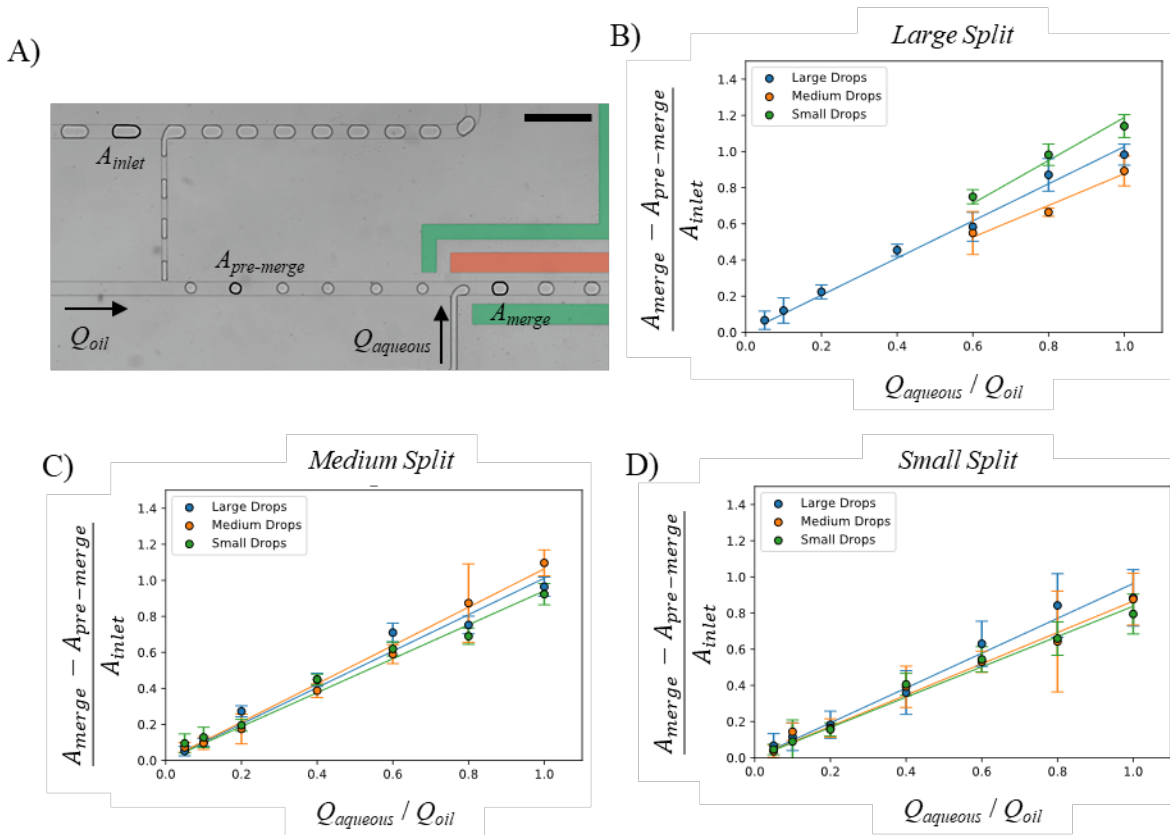 A)
A_inlet
A_pre-merge
A_merge
Q_oil
Q_aqueous
B)
Large Split
Large Drops
Medium Drops
Small Drops
1.4
1.2
1.0
0.8
0.6
0.4
0.2
0.0
A_merge − A_pre−merge
A_inlet
0.0 0.2 0.4 0.6 0.8 1.0
Q_aqueous / Q_oil
C)
Medium Split
Large Drops
Medium Drops
Small Drops
1.4
1.2
1.0
0.8
0.6
0.4
0.2
0.0
A_merge − A_pre−merge
A_inlet
0.0 0.2 0.4 0.6 0.8 1.0
Q_aqueous / Q_oil
D)
Small Split
Large Drops
Medium Drops
Small Drops
1.4
1.2
1.0
0.8
0.6
0.4
0.2
0.0
A_merge − A_pre−merge
A_inlet
0.0 0.2 0.4 0.6 0.8 1.0
Q_aqueous / Q_oil